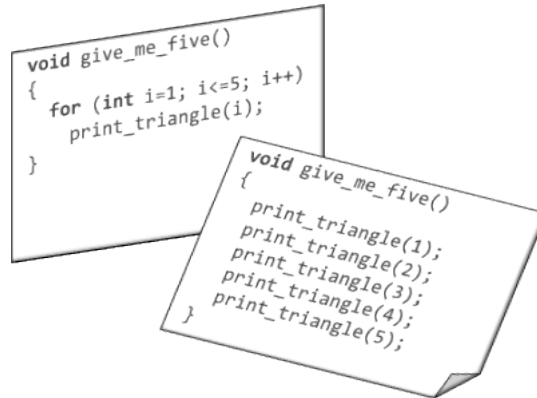 void give_me_five()
{
for (int i=1; i<=5; i++)
print_triangle(i);
}
void give_me_five()
{
print_triangle(1);
print_triangle(2);
print_triangle(3);
print_triangle(4);
print_triangle(5);
}